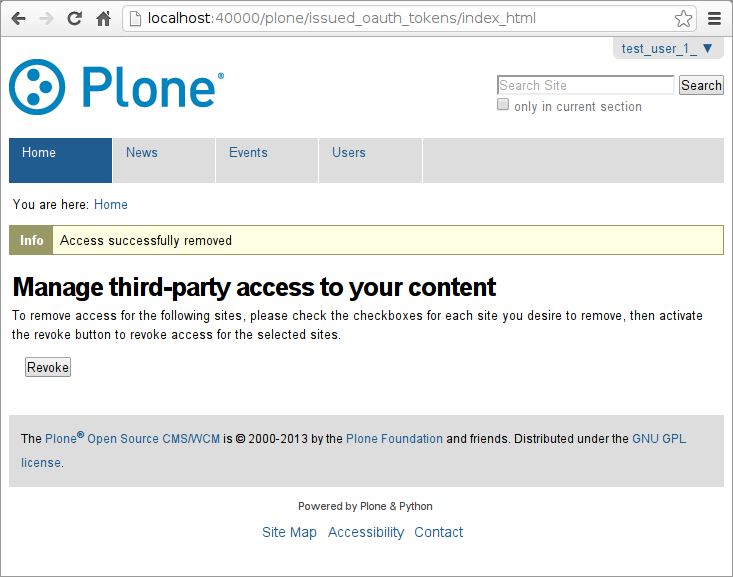 localhost:40000/plone/issued_oauth_tokens/index_html
test_user_1_ ▼
Plone®
Search Site
Search
only in current section
Home
News
Events
Users
You are here: Home
Info
Access successfully removed
Manage third-party access to your content
To remove access for the following sites, please check the checkboxes for each site you desire to remove, then activate
the revoke button to revoke access for the selected sites.
Revoke
The Plone® Open Source CMS/WCM is © 2000-2013 by the Plone Foundation and friends. Distributed under the GNU GPL
license.
Powered by Plone & Python
Site Map
Accessibility
Contact